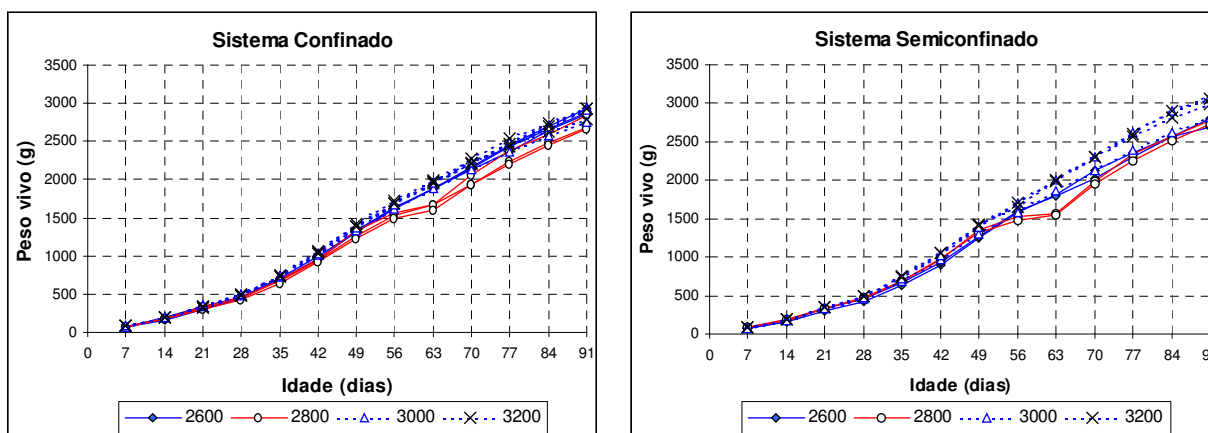 Sistema Confinado
Peso vivo (g)
3500
3000
2500
2000
1500
1000
500
0
0 7 14 21 28 35 42 49 56 63 70 77 84 91
Idade (dias)
2600 2800 3000 3200
Sistema Semiconfinado
Peso vivo (g)
3500
3000
2500
2000
1500
1000
500
0
0 7 14 21 28 35 42 49 56 63 70 77 84 9
Idade (dias)
2600 2800 3000 3200